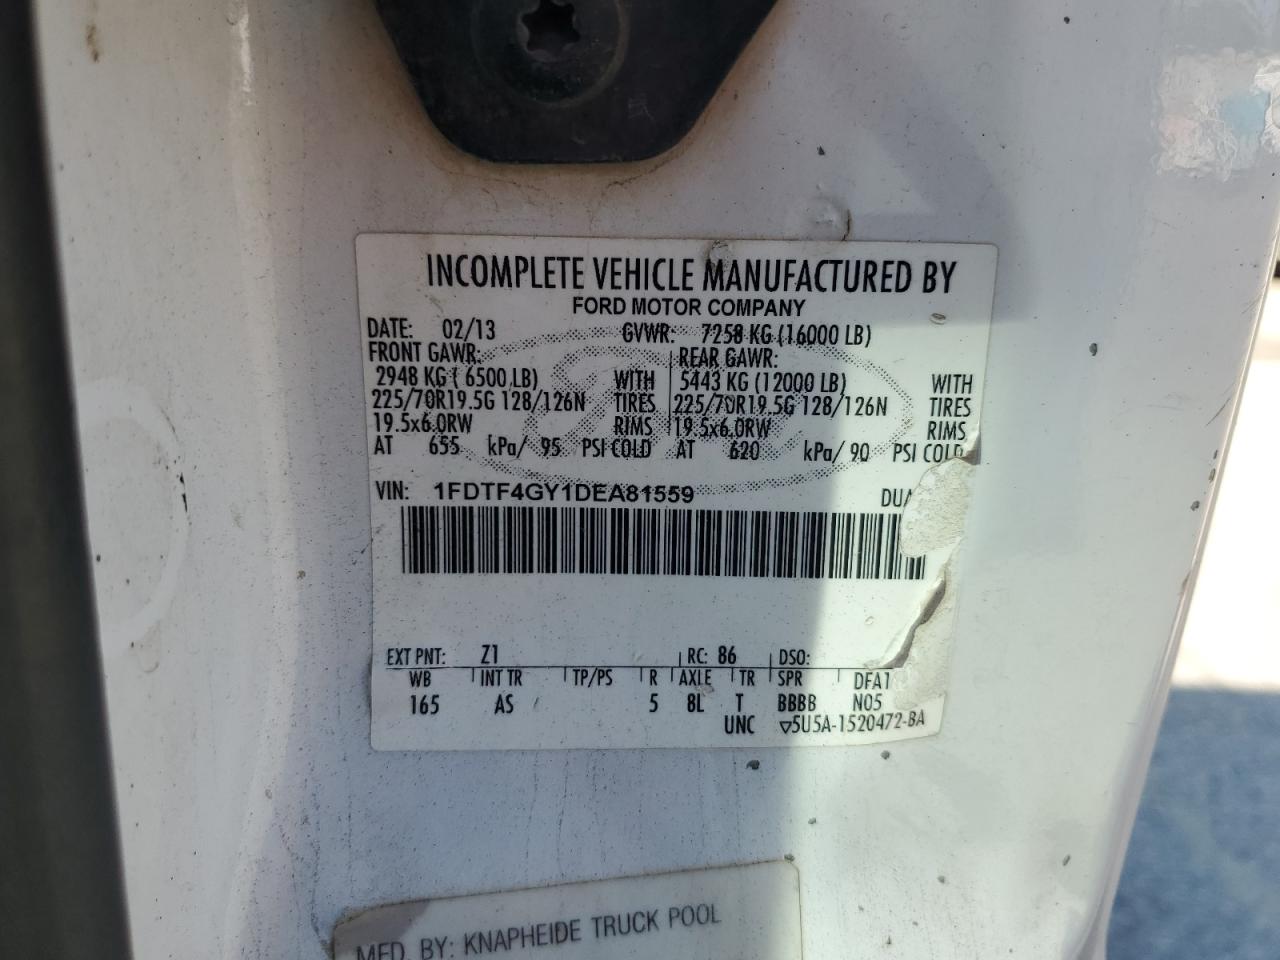 INCOMPLETE VEHICLE MANUFACTURED BY
FORD MOTOR COMPANY
DATE: 02/13 GVWR: 7258 KG (16000 LB)
FRONT GAWR: REAR GAWR:
2948 KG ( 6500 LB) WITH 5443 KG (12000 LB) WITH
225/70R19.5G 128/126N TIRES 225/70R19.5G 128/126N TIRES
19.5x6.0RW RIMS 19.5x6.0RW RIMS
AT 655 kPa/ 95 PSI COLD AT 620 kPa/ 90 PSI COLD
VIN: 1FDTF4GY1DEA81559 DUA
EXT PNT: Z1 RC: 86 DSO:
WB INT TR TP/PS R AXLE TR SPR DFA1
165 AS 5 8L T BBBB N05
UNC ▽5U5A-1520472-BA
MFD. BY: KNAPHEIDE TRUCK POOL